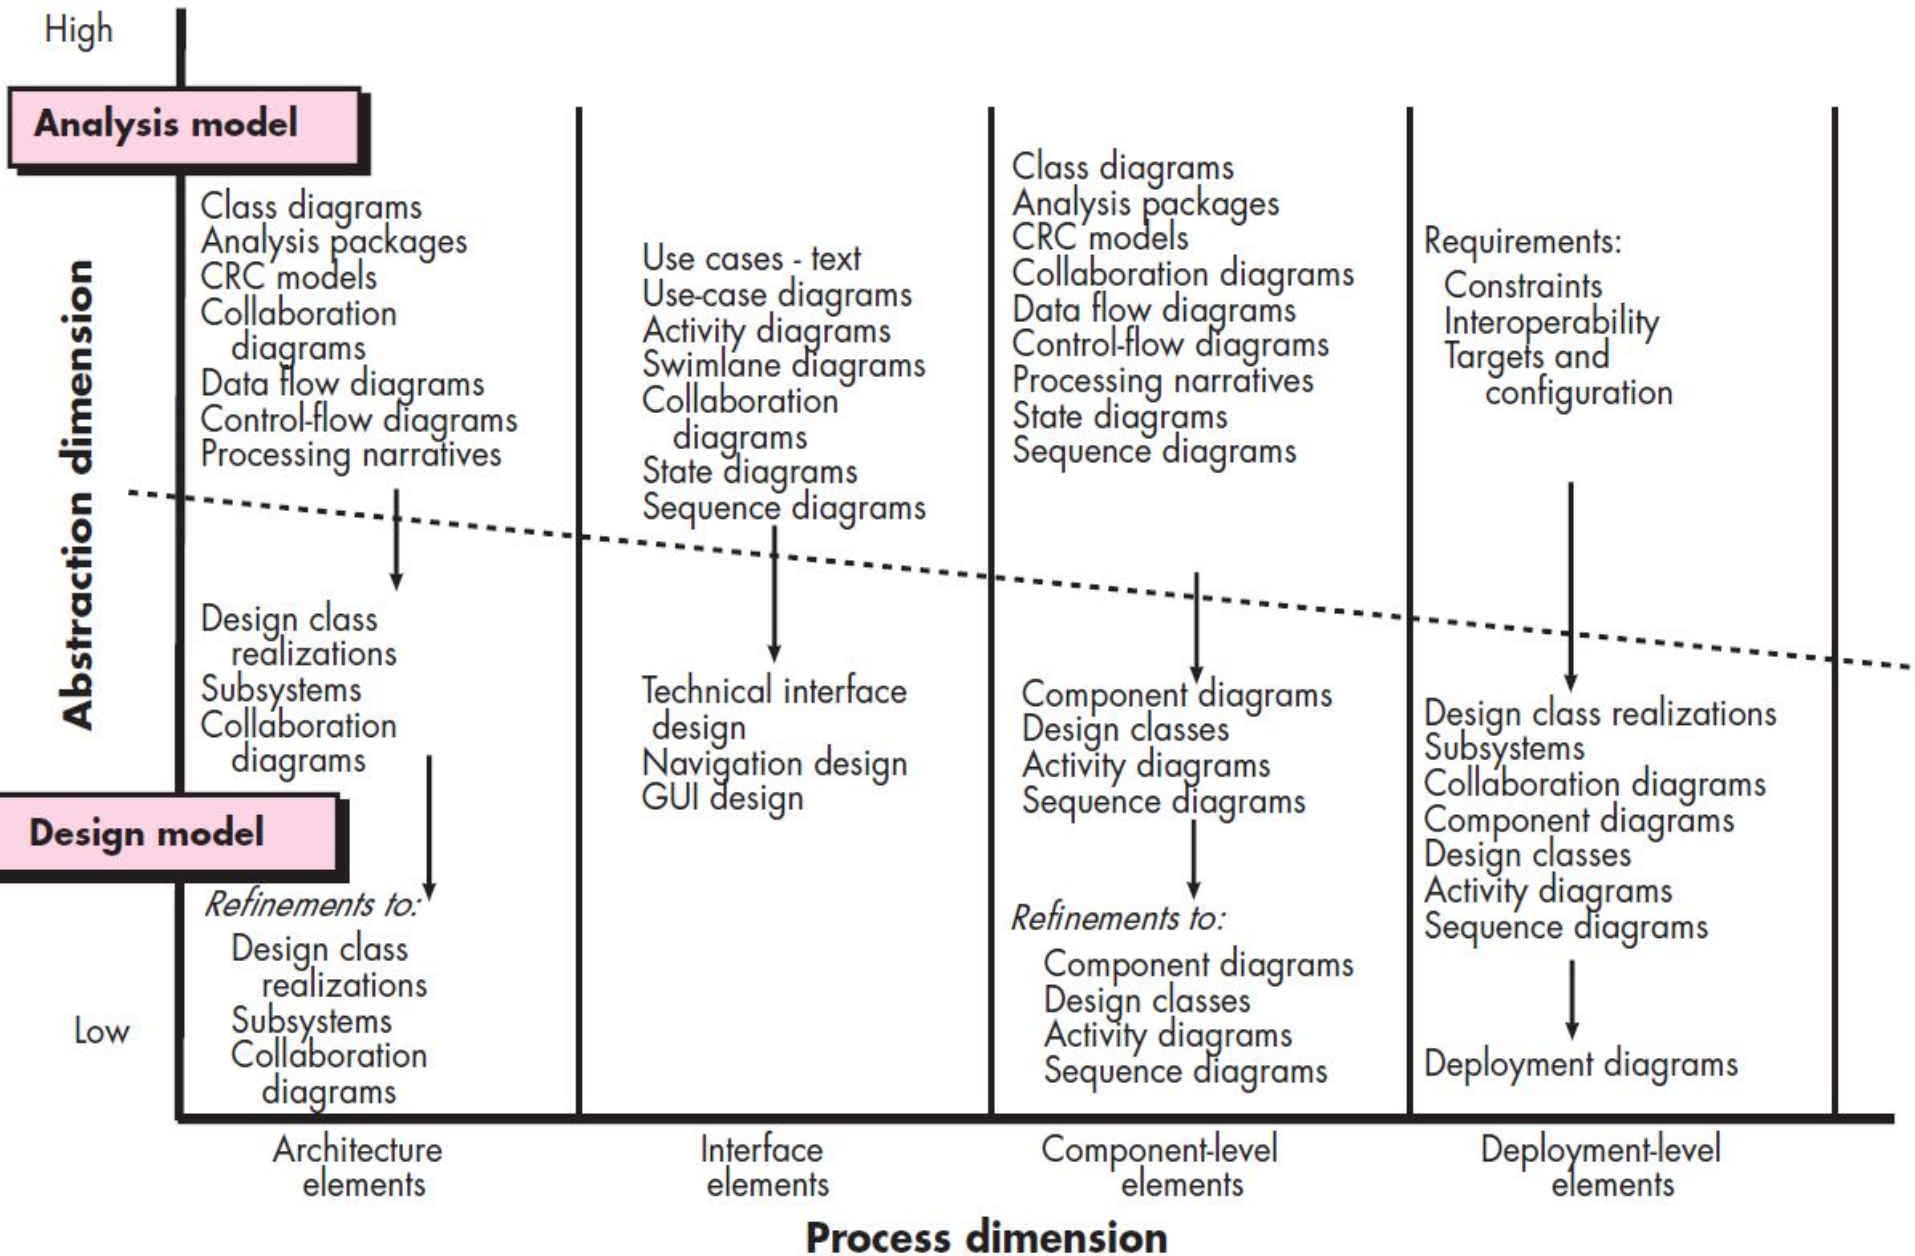 High
Analysis model
Abstraction dimension
Class diagrams
Analysis packages
CRC models
Collaboration
diagrams
Data flow diagrams
Control-flow diagrams
Processing narratives
Design class
realizations
Subsystems
Collaboration
diagrams
Design model
Refinements to:
Design class
realizations
Subsystems
Collaboration
diagrams
Low
Use cases - text
Use-case diagrams
Activity diagrams
Swimlane diagrams
Collaboration
diagrams
State diagrams
Sequence diagrams
Technical interface
design
Navigation design
GUI design
Class diagrams
Analysis packages
CRC models
Collaboration diagrams
Data flow diagrams
Control-flow diagrams
Processing narratives
State diagrams
Sequence diagrams
Component diagrams
Design classes
Activity diagrams
Sequence diagrams
Refinements to:
Component diagrams
Design classes
Activity diagrams
Sequence diagrams
Requirements:
Constraints
Interoperability
Targets and
configuration
Design class realizations
Subsystems
Collaboration diagrams
Component diagrams
Design classes
Activity diagrams
Sequence diagrams
Deployment diagrams
Architecture
elements
Interface
elements
Component-level
elements
Deployment-level
elements
Process dimension